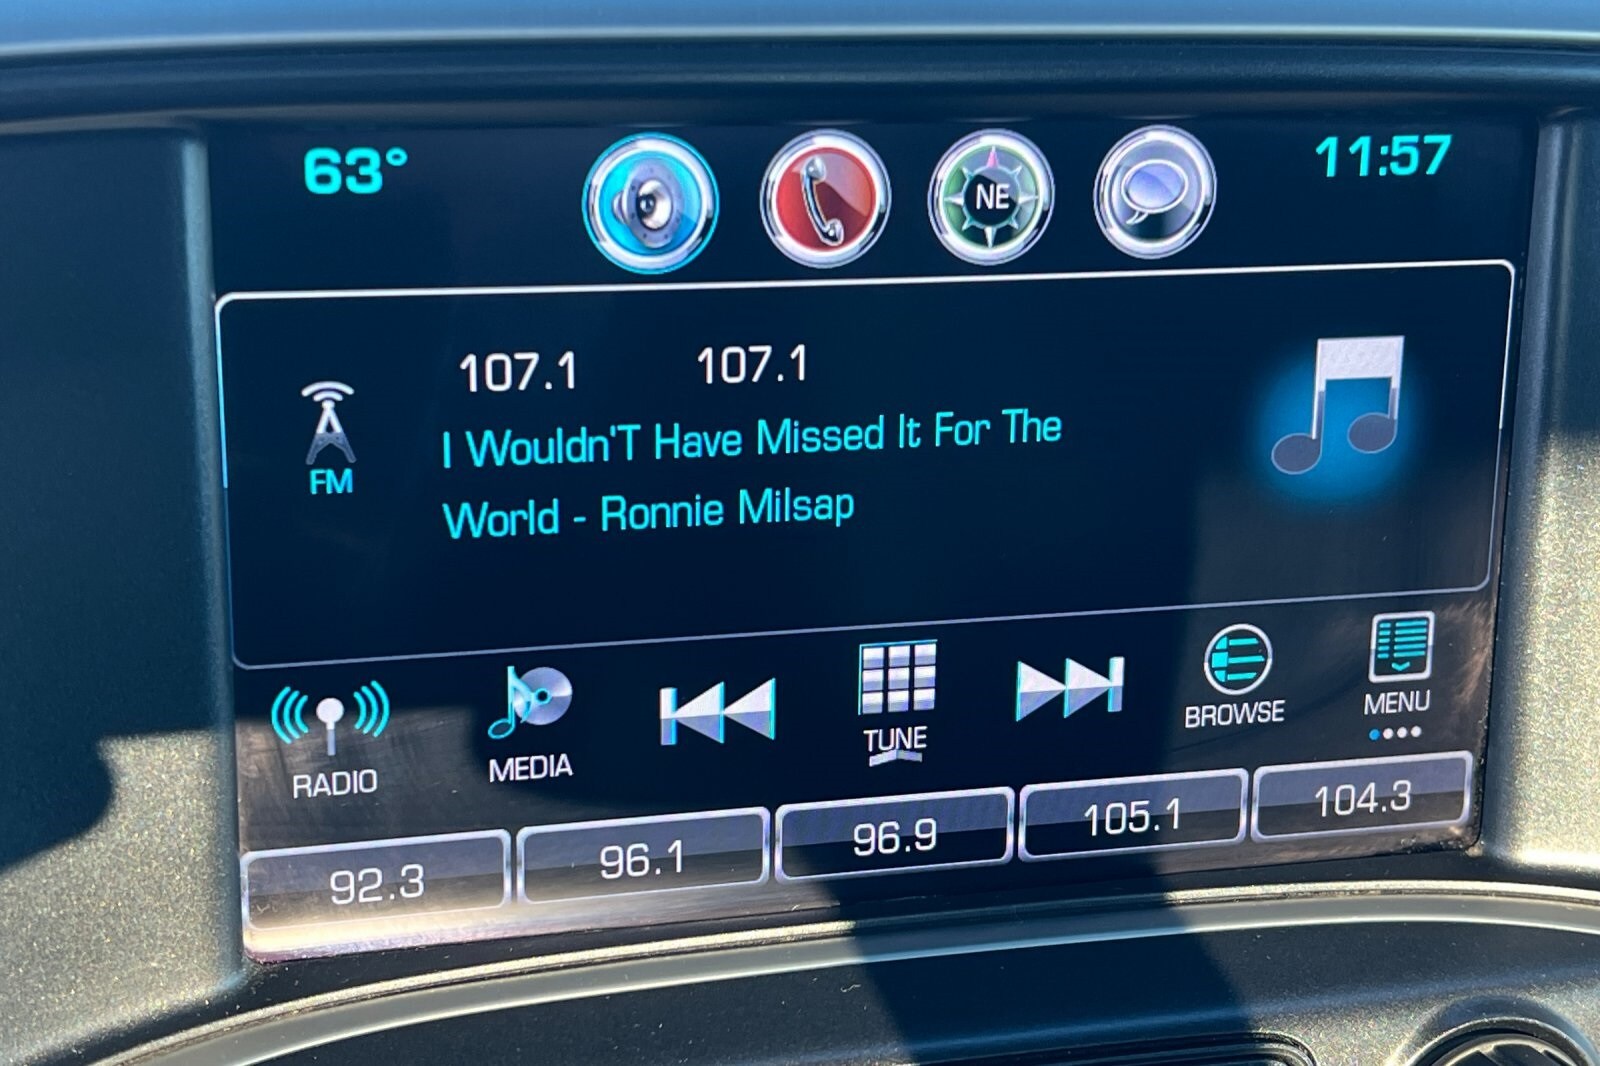 63°
NE
11:57
107.1 107.1
I Wouldn'T Have Missed It For The
World - Ronnie Milsap
FM
RADIO
MEDIA
TUNE
BROWSE
MENU
92.3
96.1
96.9
105.1
104.3